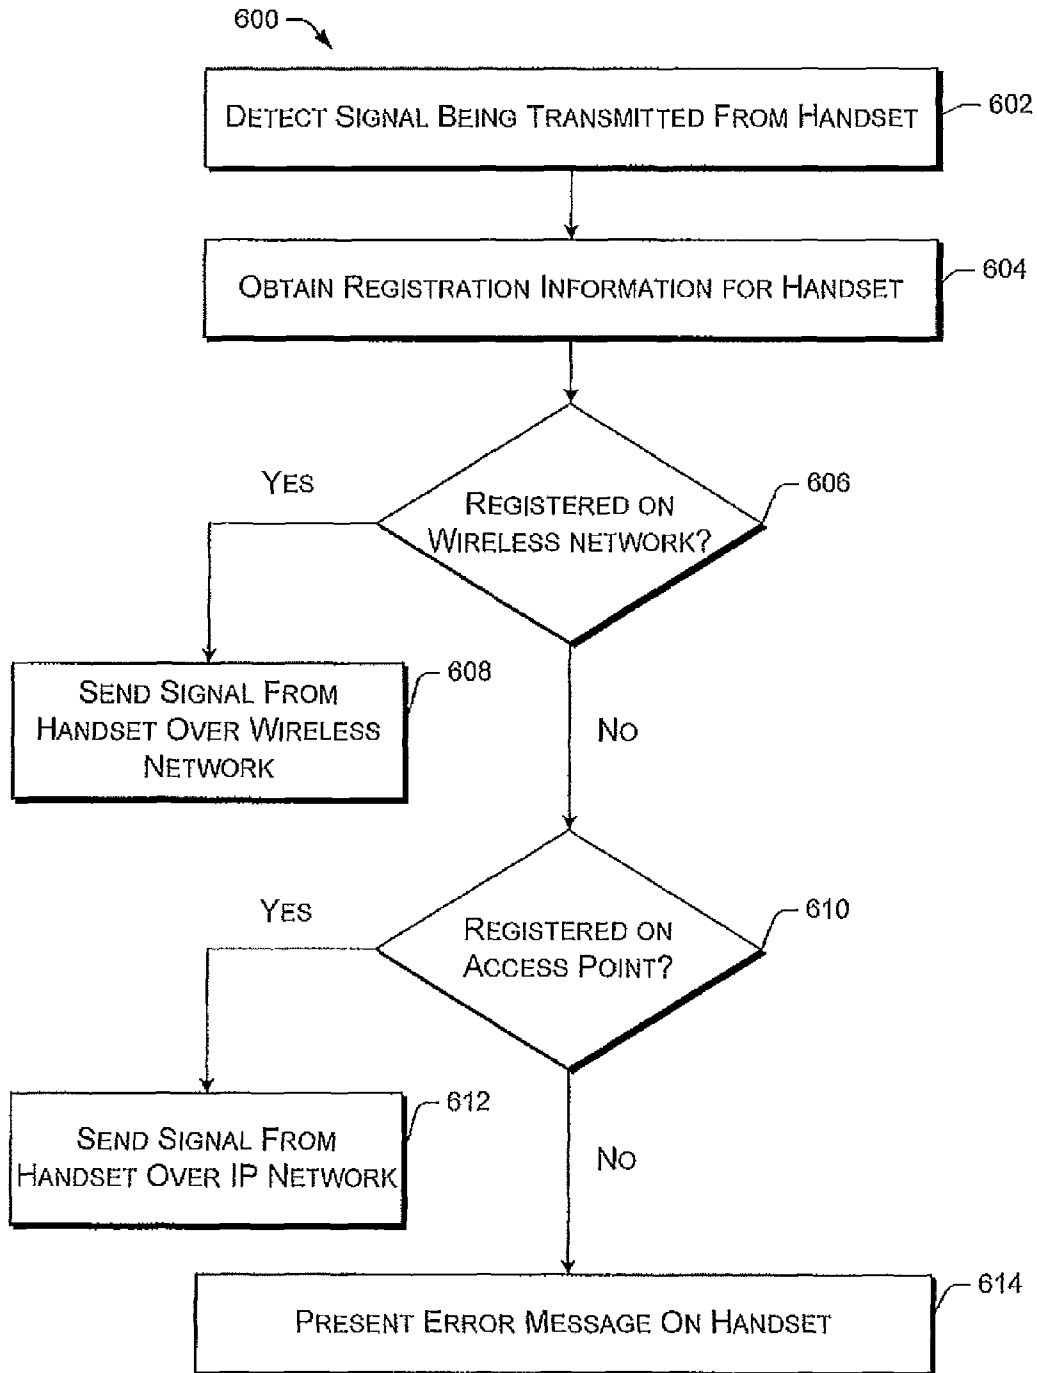 600
DETECT SIGNAL BEING TRANSMITTED FROM HANDSET
602
OBTAIN REGISTRATION INFORMATION FOR HANDSET
604
YES
REGISTERED ON
WIRELESS NETWORK?
606
SEND SIGNAL FROM
HANDSET OVER WIRELESS
NETWORK
608
NO
YES
REGISTERED ON
ACCESS POINT?
610
SEND SIGNAL FROM
HANDSET OVER IP NETWORK
612
NO
PRESENT ERROR MESSAGE ON HANDSET
614